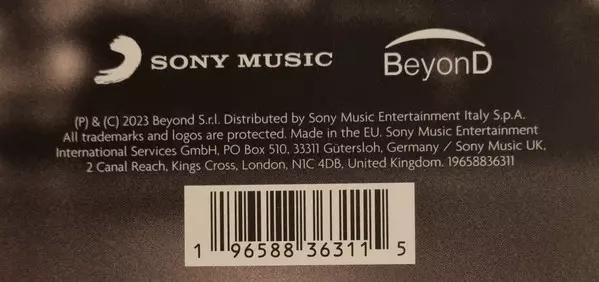 SONY MUSIC
BeyonD
(P) & (C) 2023 Beyond S.r.l. Distributed by Sony Music Entertainment Italy S.p.A.
All trademarks and logos are protected. Made in the EU. Sony Music Entertainment
International Services GmbH, PO Box 510, 33311 Gütersloh, Germany / Sony Music UK,
2 Canal Reach, Kings Cross, London, N1C 4DB, United Kingdom. 19658836311
1 96588 36311 5